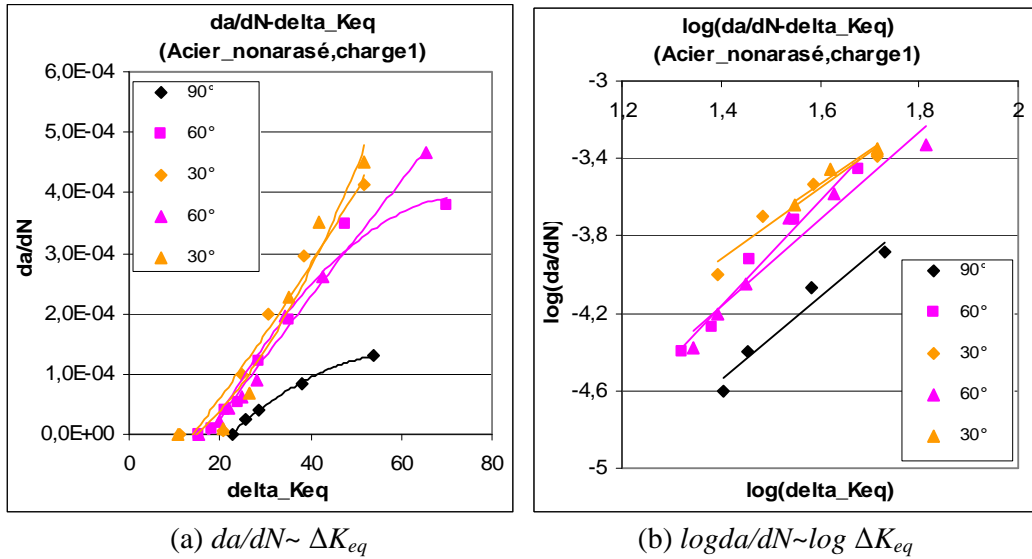 da/dN-delta_Keq
(Acier_nonarasé,charge1)
da/dN
6,0E-04
5,0E-04
4,0E-04
3,0E-04
2,0E-04
1,0E-04
0,0E+00
90°
60°
30°
60°
30°
0
20
40
60
80
delta_Keq
(a) da/dN~ ΔKeq
log(da/dN-delta_Keq)
(Acier_nonarasé,charge1)
log(da/dN)
-3
-3,4
-3,8
-4,2
-4,6
-5
1,2
1,4
1,6
1,8
2
90°
60°
30°
60°
30°
log(delta_Keq)
(b) logda/dN~log ΔKeq